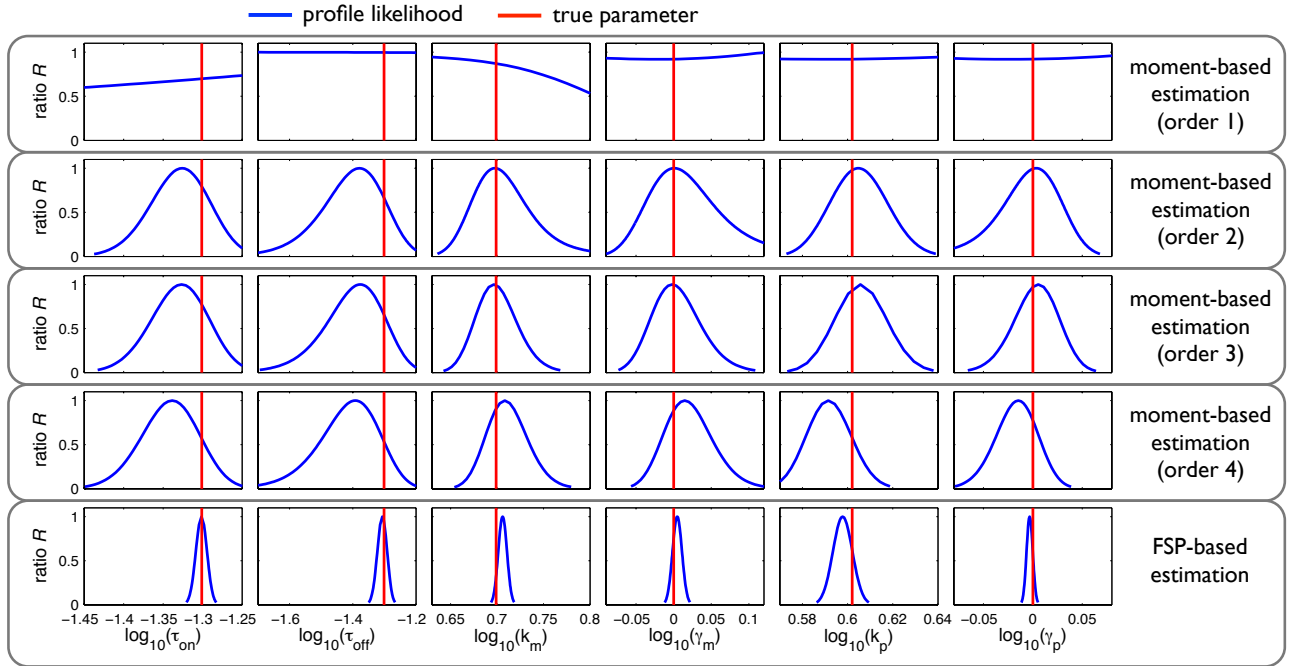 profile likelihood true parameter
ratio R 1 0.5 0
moment-based
estimation
(order 1)
ratio R 1 0.5 0
moment-based
estimation
(order 2)
ratio R 1 0.5 0
moment-based
estimation
(order 3)
ratio R 1 0.5 0
moment-based
estimation
(order 4)
ratio R 1 0.5 0
FSP-based
estimation
−1.45 −1.4 −1.35 −1.3 −1.25 −1.6 −1.4 −1.2 0.65 0.7 0.75 0.8 −0.05 0 0.05 0.1 0.58 0.6 0.62 0.64 −0.05 0 0.05
log10(τon) log10(τoff) log10(km) log10(γm) log10(kp) log10(γp)